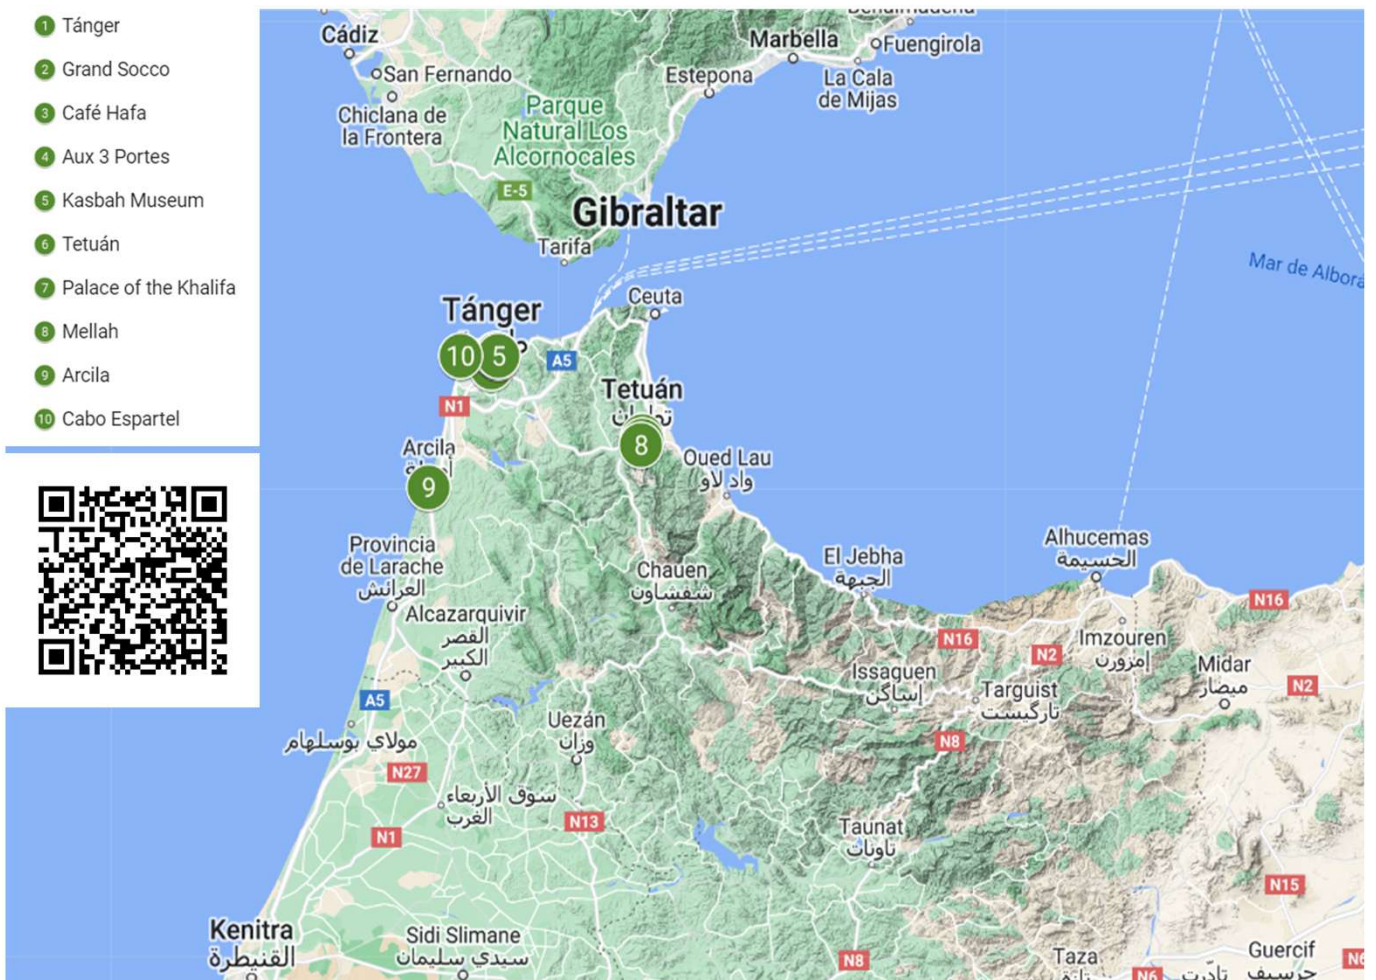 1 Tánger
2 Grand Socco
3 Café Hafa
4 Aux 3 Portes
5 Kasbah Museum
6 Tetuán
7 Palace of the Khalifa
8 Mellah
9 Arcila
10 Cabo Espartel
Cádiz
San Fernando
Chiclana de
la Frontera
Marbella
Fuengirola
Estepona
La Cala
de Mijas
Parque
Natural Los
Alcornocales
E-5
Gibraltar
Tarifa
Mar de Alborá
Ceuta
Tánger
10
5
A5
N1
Tetuán
8
Arcila
9
Oued Lau
واد لاو
Provincia
de Larache
العرائش
Chauen
شفشاون
El Jebha
الجبهة
Alhucemas
الحسيمة
Alcazarquivir
القصر
الكبير
N16
N16
Imzouren
إمزورن
N2
Issaguen
إساكن
Targuist
تارگيست
Midar
ميضار
N2
A5
Uezán
وزان
مولاي بوسلهام
N8
N27
سوق الأربعاء
الغرب
N1
N13
Taunat
تاونات
N15
Kenitra
القنيطرة
Sidi Slimane
سيدي سليمان
N8
Taza
N6
Guercif
جرسيف